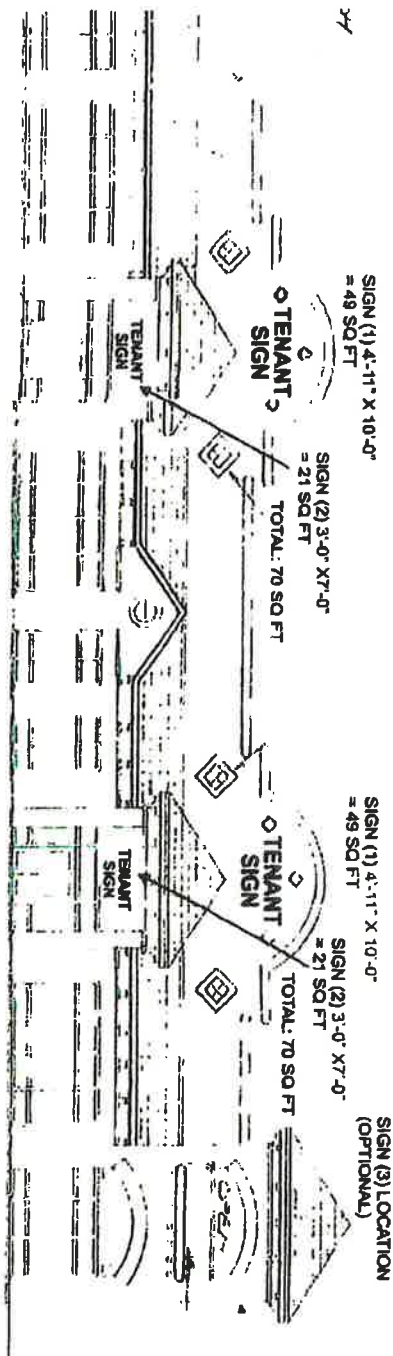 SIGN (1) 4'-11" X 10'-0"
= 49 SQ FT
TENANT
SIGN
TENANT
SIGN
SIGN (2) 3'-0" X7'-0"
= 21 SQ FT
TOTAL: 70 SQ FT
SIGN (1) 4'-11" X 10'-0"
= 49 SQ FT
TENANT
SIGN
TENANT
SIGN
SIGN (2) 3'-0" X7'-0"
= 21 SQ FT
TOTAL: 70 SQ FT
SIGN (3) LOCATION
(OPTIONAL)